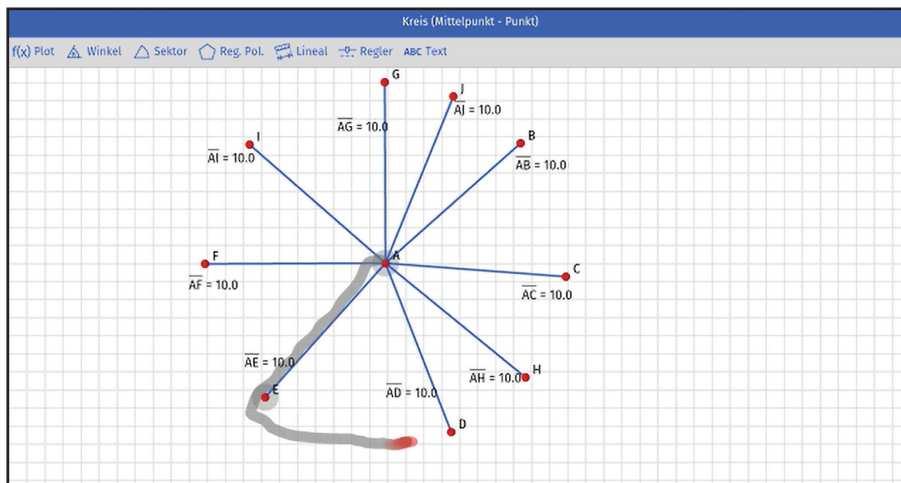 Kreis (Mittelpunkt - Punkt)
f(x) Plot Winkel Sektor Reg. Pol. Lineal Regler ABC Text
G
J
AJ = 10.0
AG = 10.0
B
I
AI = 10.0
AB = 10.0
F
A
C
AF = 10.0
AC = 10.0
AE = 10.0
H
AH = 10.0
E
AD = 10.0
D